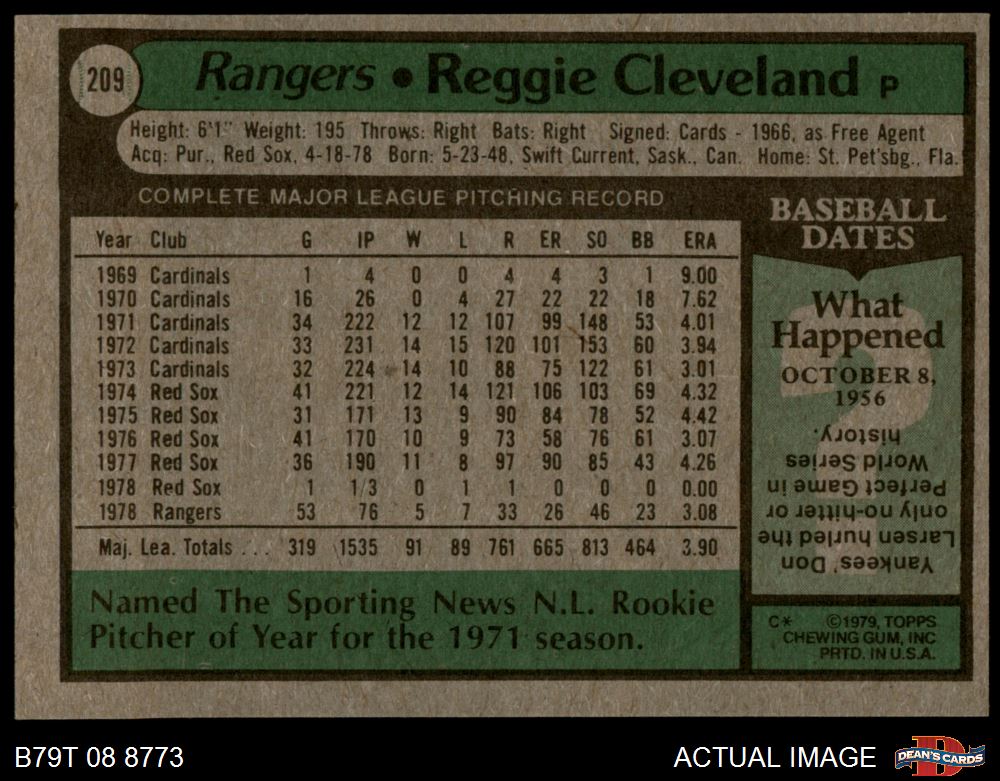 209
Rangers • Reggie Cleveland P
Height: 6'1" Weight: 195 Throws: Right Bats: Right Signed: Cards - 1966, as Free Agent
Acq: Pur., Red Sox, 4-18-78 Born: 5-23-48, Swift Current, Sask., Can. Home: St. Pet'sbg., Fla.
COMPLETE MAJOR LEAGUE PITCHING RECORD
Year Club G IP W L R ER SO BB ERA
1969 Cardinals 1 4 0 0 4 4 3 1 9.00
1970 Cardinals 16 26 0 4 27 22 22 18 7.62
1971 Cardinals 34 222 12 12 107 99 148 53 4.01
1972 Cardinals 33 231 14 15 120 101 153 60 3.94
1973 Cardinals 32 224 14 10 88 75 122 61 3.01
1974 Red Sox 41 221 12 14 121 106 103 69 4.32
1975 Red Sox 31 171 13 9 90 84 78 52 4.42
1976 Red Sox 41 170 10 9 73 58 76 61 3.07
1977 Red Sox 36 190 11 8 97 90 85 43 4.26
1978 Red Sox 1 1/3 0 1 1 0 0 0 0.00
1978 Rangers 53 76 5 7 33 26 46 23 3.08
Maj. Lea. Totals ... 319 1535 91 89 761 665 813 464 3.90
Named The Sporting News N.L. Rookie
Pitcher of Year for the 1971 season.
BASEBALL
DATES
What
Happened
OCTOBER 8,
1956
Yankees' Don
Larsen hurled the
only no-hitter or
Perfect Game in
World Series
history.
C* ©1979, TOPPS
CHEWING GUM, INC
PRTD. IN U.S.A.
B79T 08 8773
ACTUAL IMAGE
D
DEAN'S CARDS